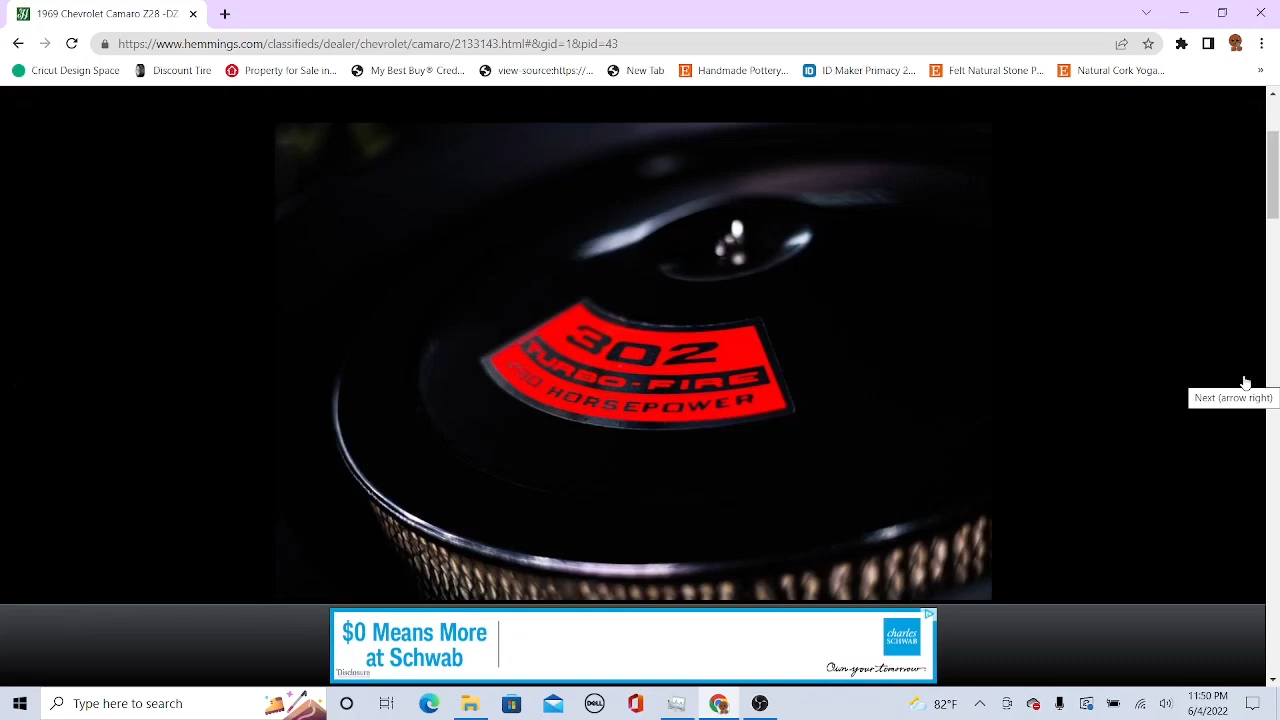 1969 Chevrolet Camaro Z28 -DZ
https://www.hemmings.com/classifieds/dealer/chevrolet/camaro/2133143.html#&gid=1&pid=43
Cricut Design Space
Discount Tire
Property for Sale in...
My Best Buy® Cred...
view-source:https://...
New Tab
Handmade Pottery...
ID Maker Primacy 2...
Felt Natural Stone P...
Natural Cork Yoga...
302
TURBO-FIRE
290 HORSEPOWER
Next (arrow right)
$0 Means More
at Schwab
Disclosure
charles
SCHWAB
Own your tomorrow.
Type here to search
DELL
82°F
11:50 PM
6/4/2022